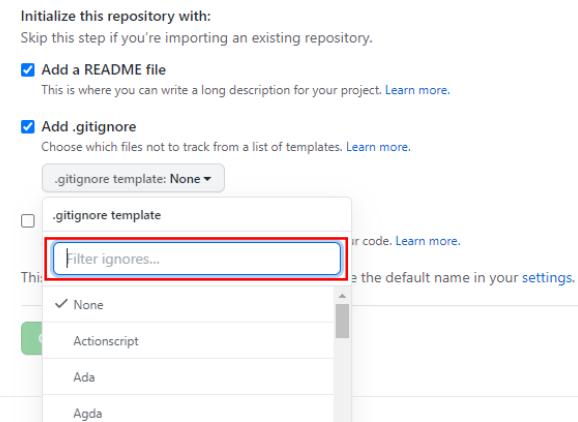 Initialize this repository with:
Skip this step if you're importing an existing repository.
Add a README file
This is where you can write a long description for your project. Learn more.
Add .gitignore
Choose which files not to track from a list of templates. Learn more.
.gitignore template: None
.gitignore template
code. Learn more.
Filter ignores...
the default name in your settings.
None
Actionscript
Ada
Agda